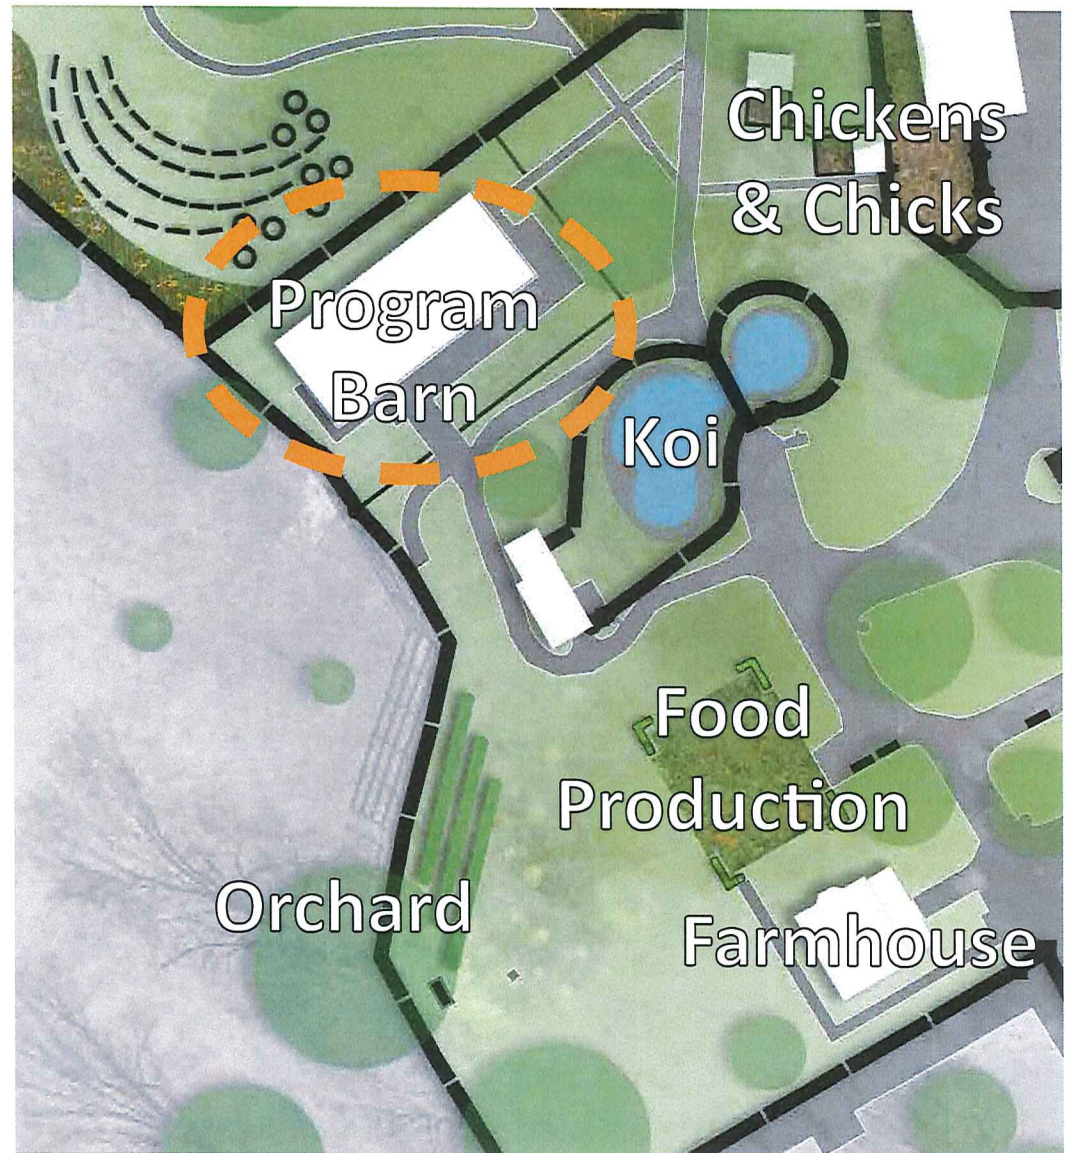 Chickens
& Chicks
Program
Barn
Koi
Food
Production
Orchard
Farmhouse